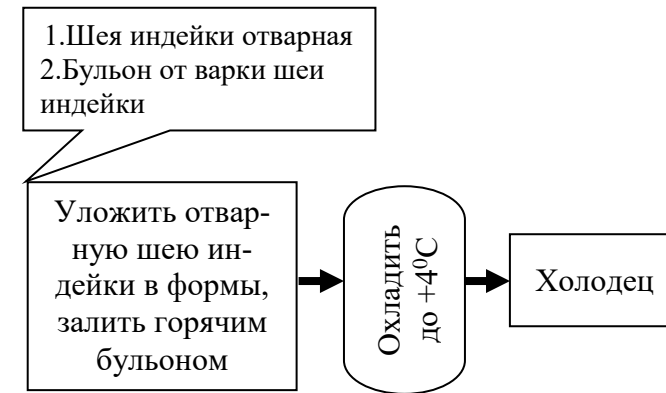 1.Шея индейки отварная
2.Бульон от варки шеи
индейки
Уложить отвар-
ную шею ин-
дейки в формы,
залить горячим
бульоном
Охладить
до +4⁰С
Холодец